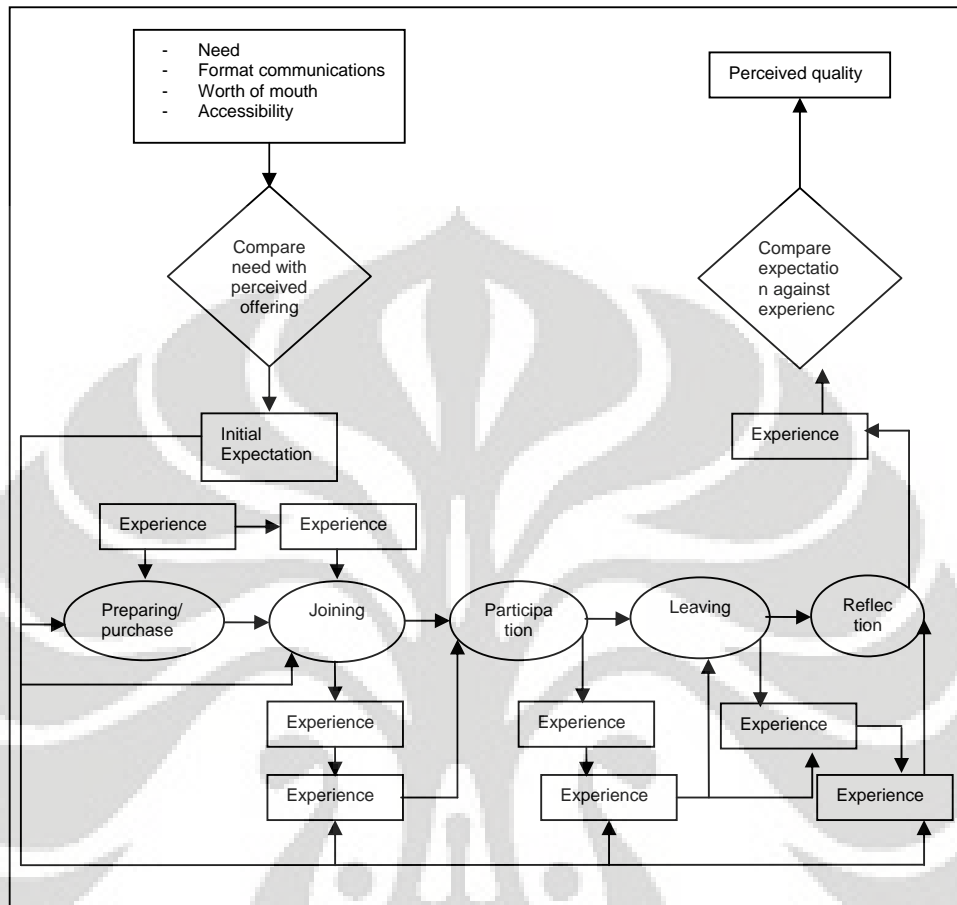 - Need
- Format communications
- Worth of mouth
- Accessibility
Perceived quality
Compare
need with
perceived
offering
Compare
expectatio
n against
experienc
Initial
Expectation
Experience
Experience
Experience
Preparing/
purchase
Joining
Participa
tion
Leaving
Reflec
tion
Experience
Experience
Experience
Experience
Experience
Experience